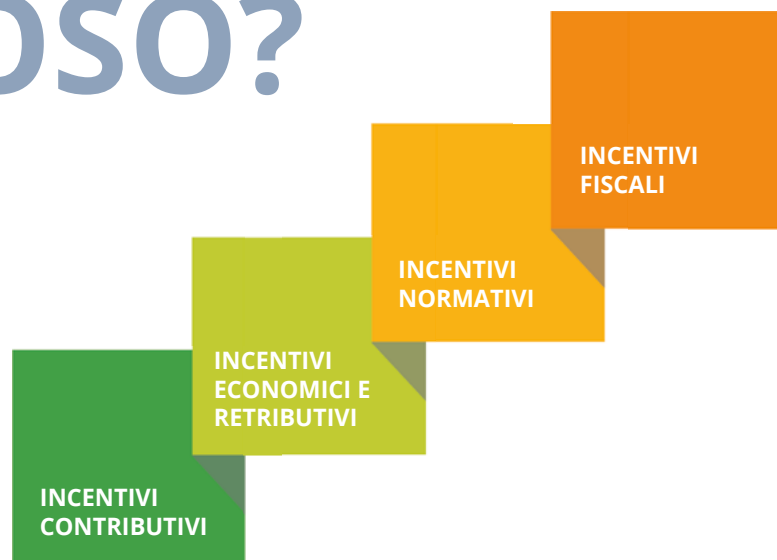 OSO?
INCENTIVI
FISCALI
INCENTIVI
NORMATIVI
INCENTIVI
ECONOMICI E
RETRIBUTIVI
INCENTIVI
CONTRIBUTIVI